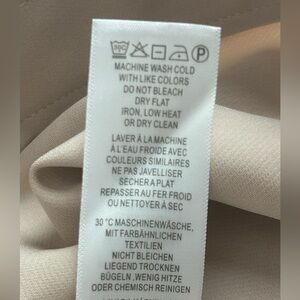 30C P
MACHINE WASH COLD
WITH LIKE COLORS
DO NOT BLEACH
DRY FLAT
IRON, LOW HEAT
OR DRY CLEAN
LAVER À LA MACHINE
À L'EAU FROIDE AVEC
COULEURS SIMILAIRES
NE PAS JAVELLISER
SECHER A PLAT
REPASSER AU FER FROID
OU NETTOYER À SEC
30 °C MASCHINENWÄSCHE,
MIT FARBÄHNLICHEN
TEXTILIEN
NICHT BLEICHEN
LIEGEND TROCKNEN
BÜGELN , WENIG HITZE
ODER CHEMISCH REINIGEN